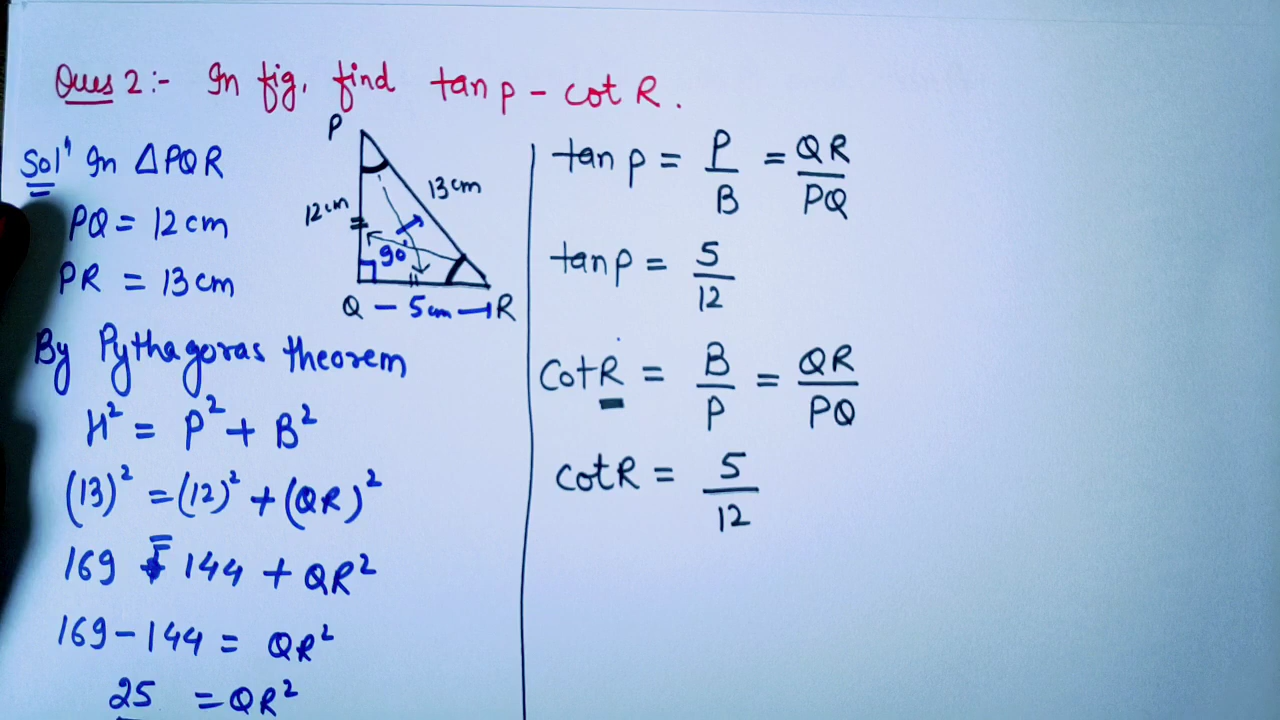 Ques 2:- In fig, find tan p - cot R.
Solⁿ In △PQR
PQ = 12 cm
PR = 13 cm
By Pythagoras theorem
H² = P² + B²
(13)² = (12)² + (QR)²
169 = 144 + QR²
169 - 144 = QR²
25 = QR²
P
12 cm
13 cm
90°
Q - 5 cm - R
tan p = P/B = QR/PQ
tan p = 5/12
Cot R = B/P = QR/PQ
cot R = 5/12